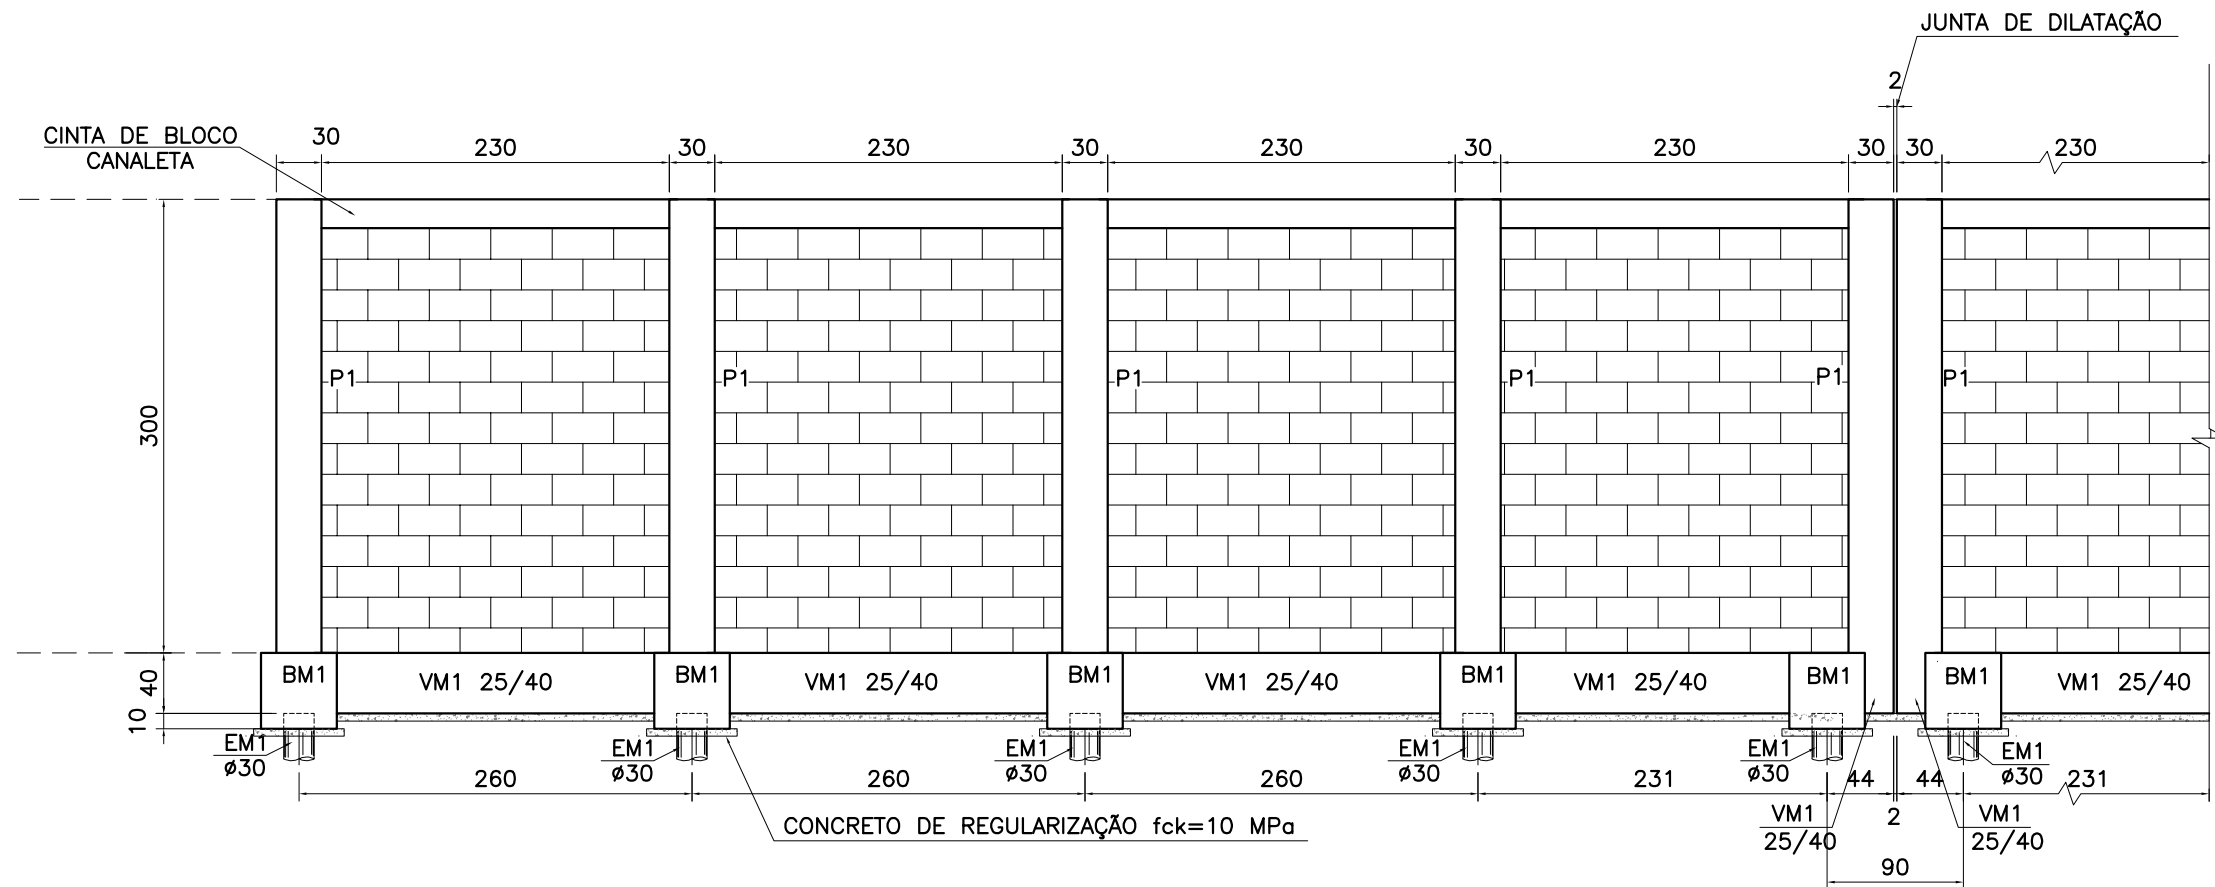 JUNTA DE DILATAÇÃO
2
CINTA DE BLOCO
CANALETA
30
230
30
230
30
230
30
230
30
30
230
300
P1
P1
P1
P1
P1
P1
40
10
BM1
VM1 25/40
BM1
VM1 25/40
BM1
VM1 25/40
BM1
VM1 25/40
BM1
BM1
VM1 25/40
EM1
ø30
EM1
ø30
EM1
ø30
EM1
ø30
EM1
ø30
EM1
ø30
260
260
260
231
44
44
231
2
VM1
25/40
VM1
25/40
CONCRETO DE REGULARIZAÇÃO fck=10 MPa
90